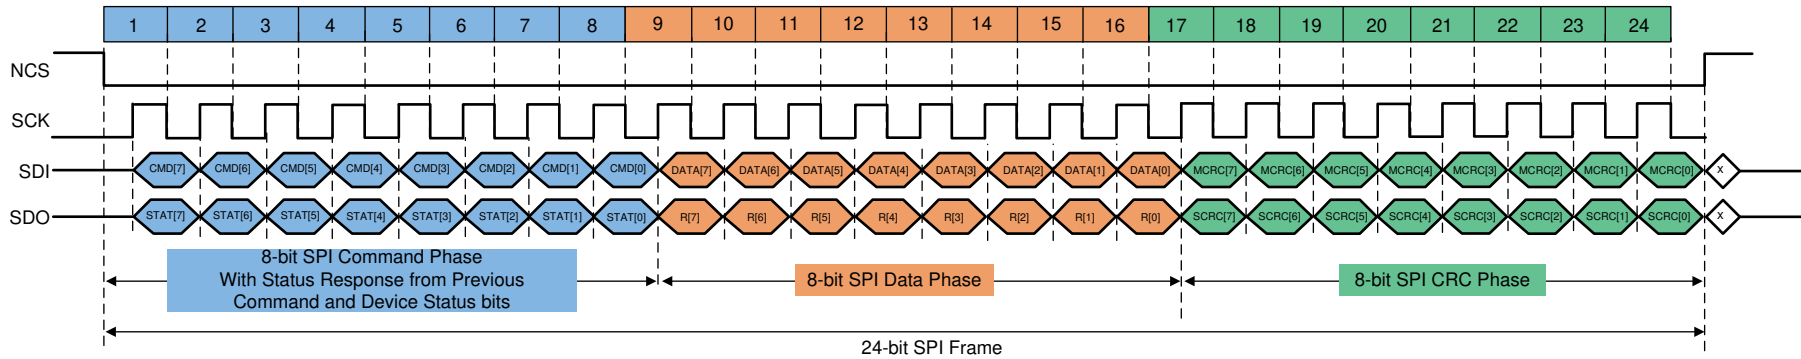 1 2 3 4 5 6 7 8 9 10 11 12 13 14 15 16 17 18 19 20 21 22 23 24
NCS
SCK
SDI CMD[7] CMD[6] CMD[5] CMD[4] CMD[3] CMD[2] CMD[1] CMD[0] DATA[7] DATA[6] DATA[5] DATA[4] DATA[3] DATA[2] DATA[1] DATA[0] MCRC[7] MCRC[6] MCRC[5] MCRC[4] MCRC[3] MCRC[2] MCRC[1] MCRC[0] X
SDO STAT[7] STAT[6] STAT[5] STAT[4] STAT[3] STAT[2] STAT[1] STAT[0] R[7] R[6] R[5] R[4] R[3] R[2] R[1] R[0] SCRC[7] SCRC[6] SCRC[5] SCRC[4] SCRC[3] SCRC[2] SCRC[1] SCRC[0] X
8-bit SPI Command Phase
With Status Response from Previous
Command and Device Status bits
8-bit SPI Data Phase
8-bit SPI CRC Phase
24-bit SPI Frame